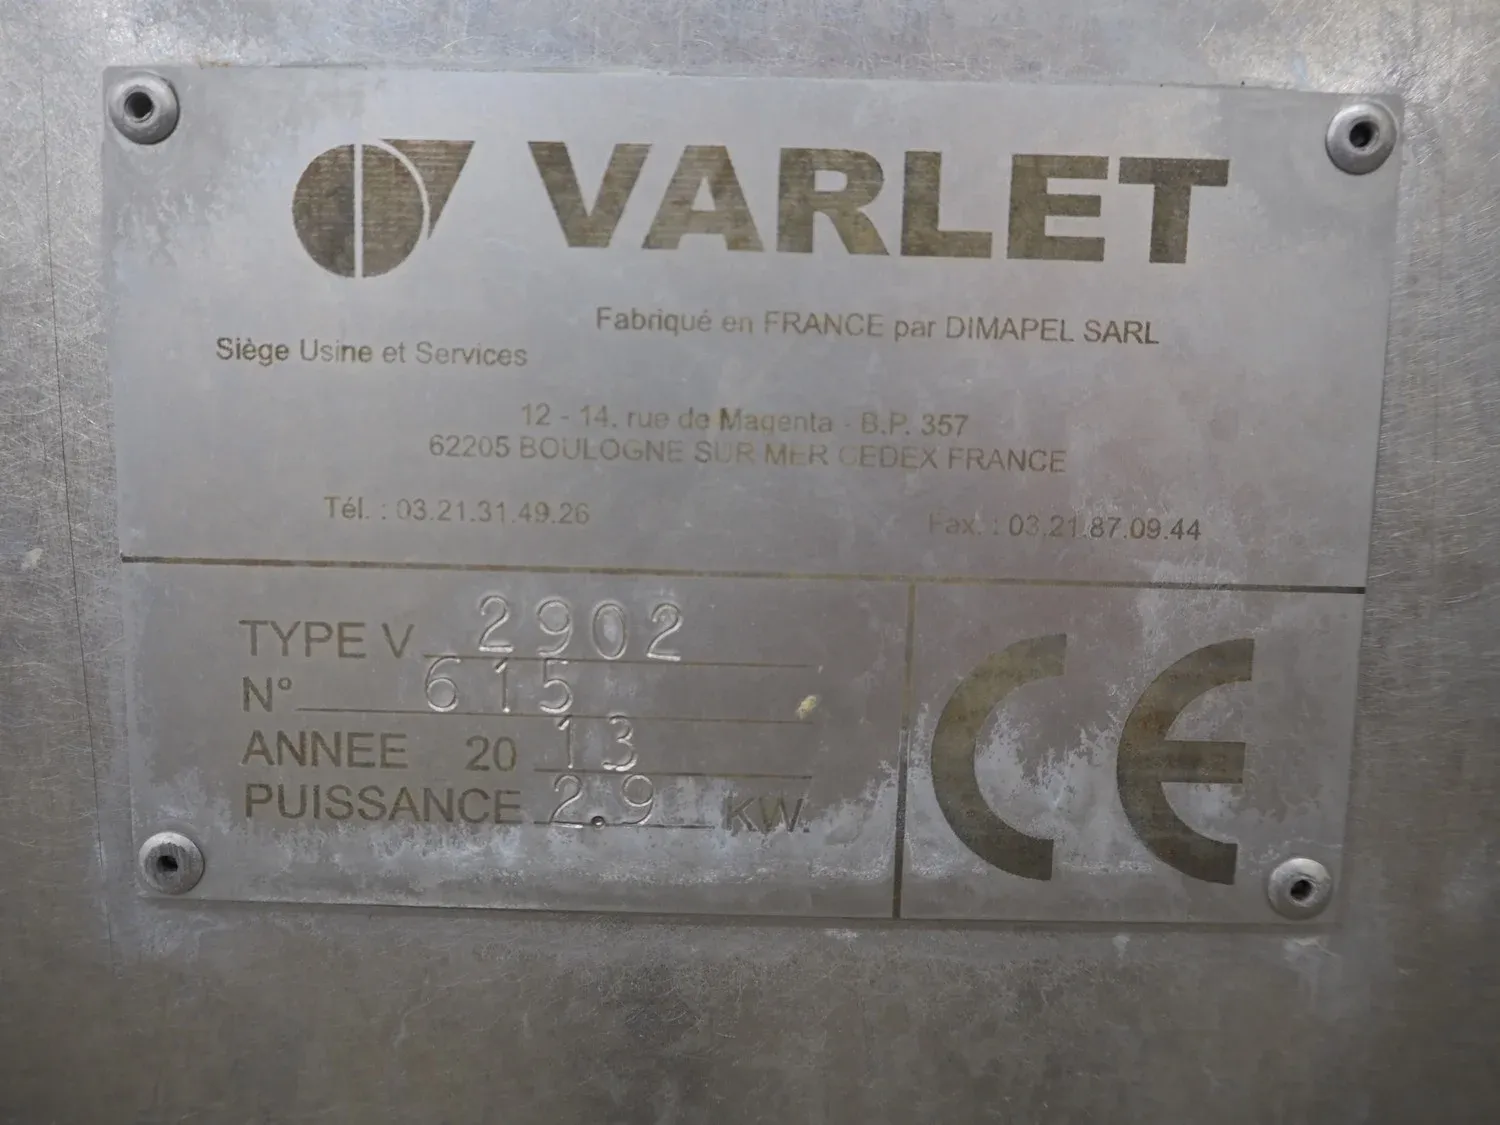 VARLET
Fabriqué en FRANCE par DIMAPEL SARL
Siège Usine et Services
12 - 14, rue de Magenta - B.P. 357
62205 BOULOGNE SUR MER CEDEX FRANCE
Tél. : 03.21.31.49.26 Fax. : 03.21.87.09.44
TYPE V 2902
N° 615
ANNEE 20 13
PUISSANCE 2.9 KW.
CE